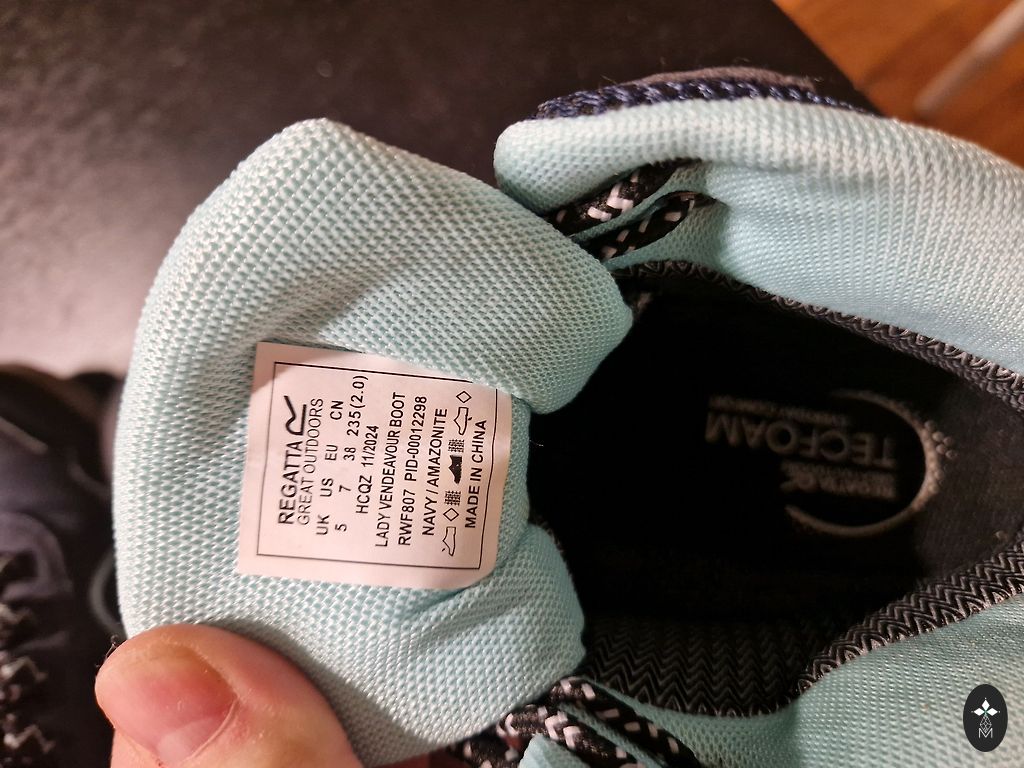 REGATTA
GREAT OUTDOORS
UK US EU CN
5 7 38 235(2.0)
HCQZ 11/2024
LADY VENDEAVOUR BOOT
RWF807 PID-00012298
NAVY / AMAZONITE
MADE IN CHINA
REGATTA
TECFOAM
M